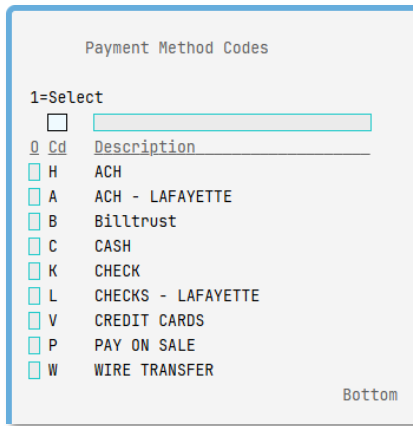 Payment Method Codes
1=Select
O Cd Description
H ACH
A ACH - LAFAYETTE
B Billtrust
C CASH
K CHECK
L CHECKS - LAFAYETTE
V CREDIT CARDS
P PAY ON SALE
W WIRE TRANSFER
Bottom